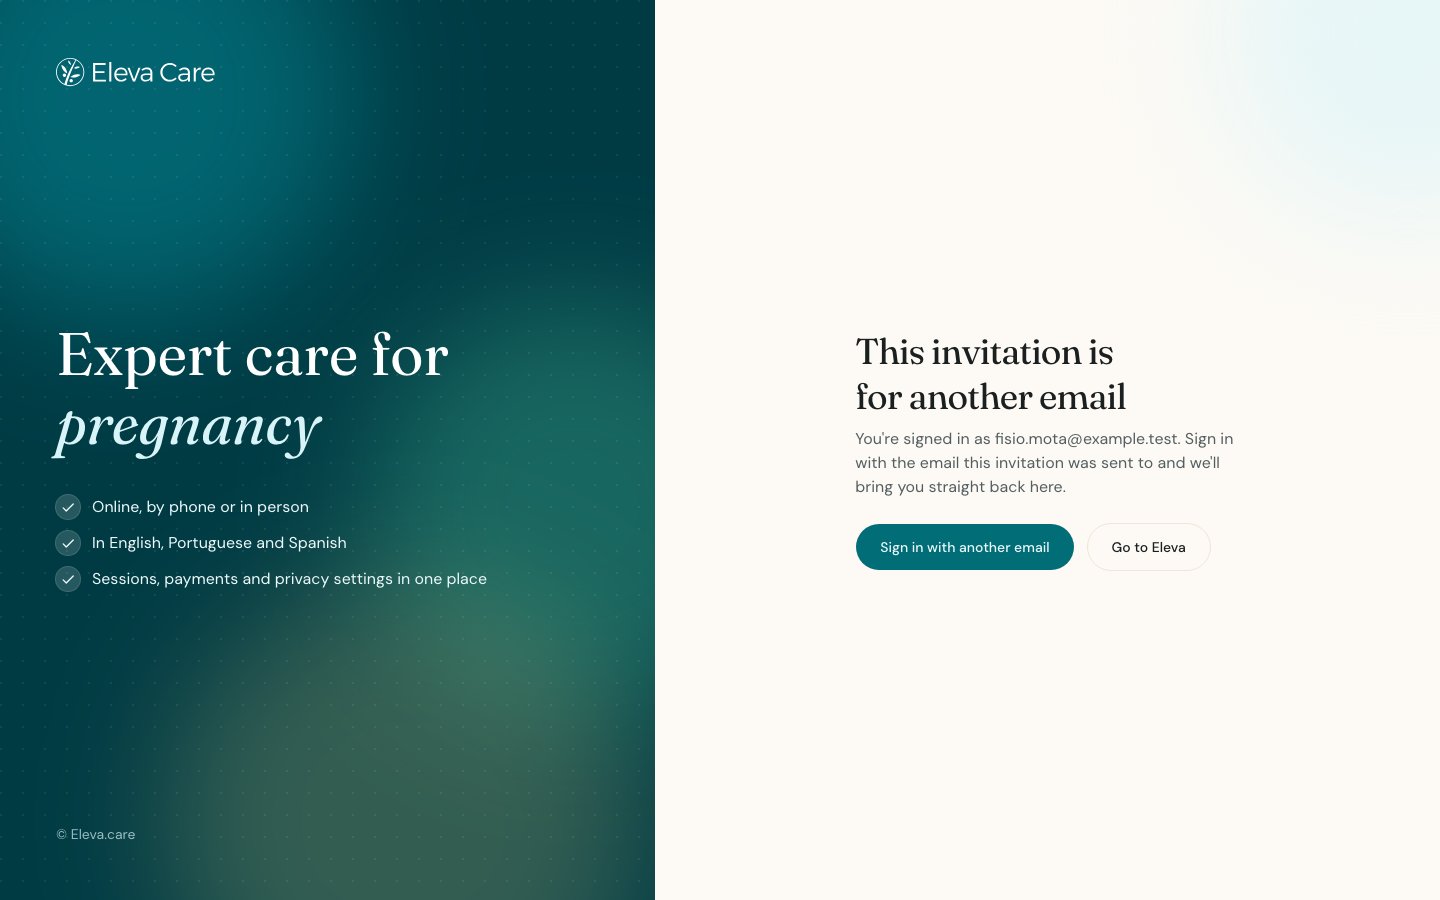 Eleva Care
Expert care for
pregnancy
Online, by phone or in person
In English, Portuguese and Spanish
Sessions, payments and privacy settings in one place
© Eleva.care
This invitation is
for another email
You're signed in as fisio.mota@example.test. Sign in
with the email this invitation was sent to and we'll
bring you straight back here.
Sign in with another email
Go to Eleva